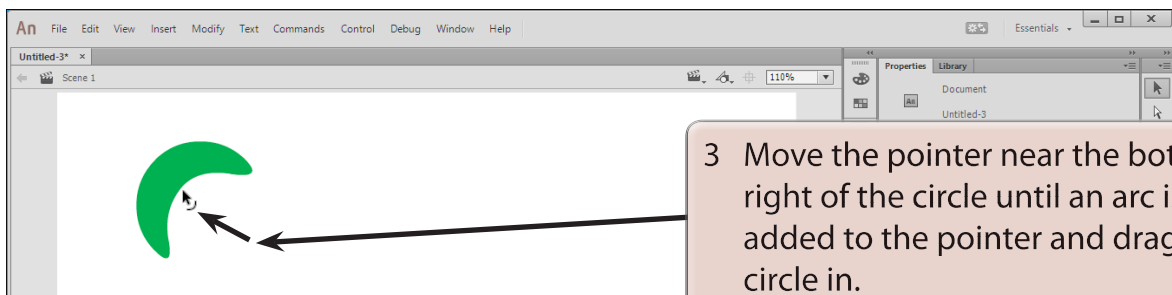 An File Edit View Insert Modify Text Commands Control Debug Window Help Essentials
Untitled-3* ×
Scene 1 110% Properties Library
Document
An
Untitled-3
3 Move the pointer near the bot
right of the circle until an arc i
added to the pointer and drag
circle in.